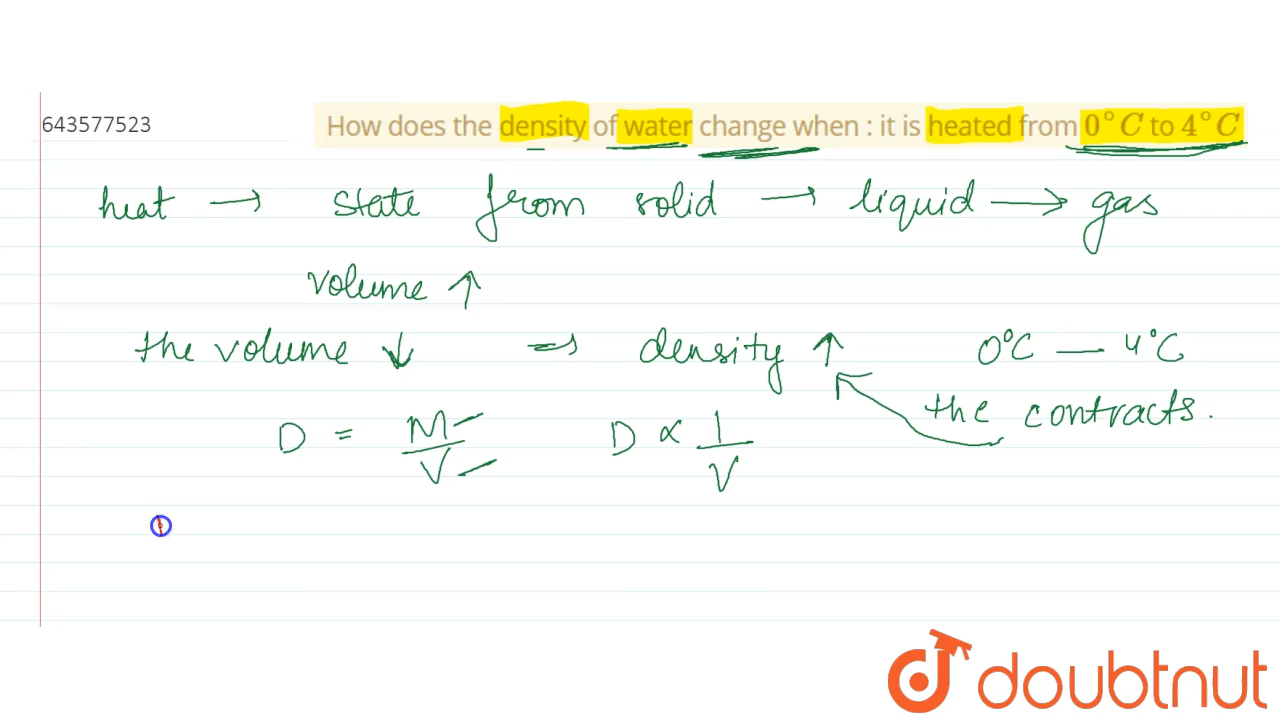 643577523
How does the density of water change when : it is heated from 0°C to 4°C
heat → state from solid → liquid → gas
volume ↑
the volume ↓ ⇒ density ↑ 0°C — 4°C
the contracts.
D = M/V D ∝ 1/V
doubtnut